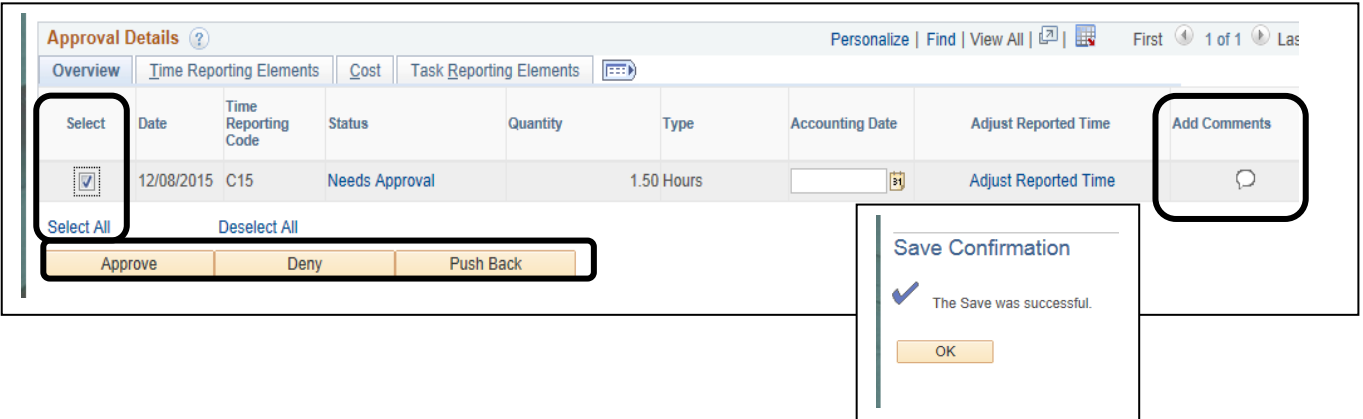 Approval Details ?
Personalize | Find | View All | | First 1 of 1 Las
Overview Time Reporting Elements Cost Task Reporting Elements
Select Date Time Reporting Code Status Quantity Type Accounting Date Adjust Reported Time Add Comments
12/08/2015 C15 Needs Approval 1.50 Hours 31 Adjust Reported Time
Select All Deselect All
Approve Deny Push Back
Save Confirmation
The Save was successful.
OK